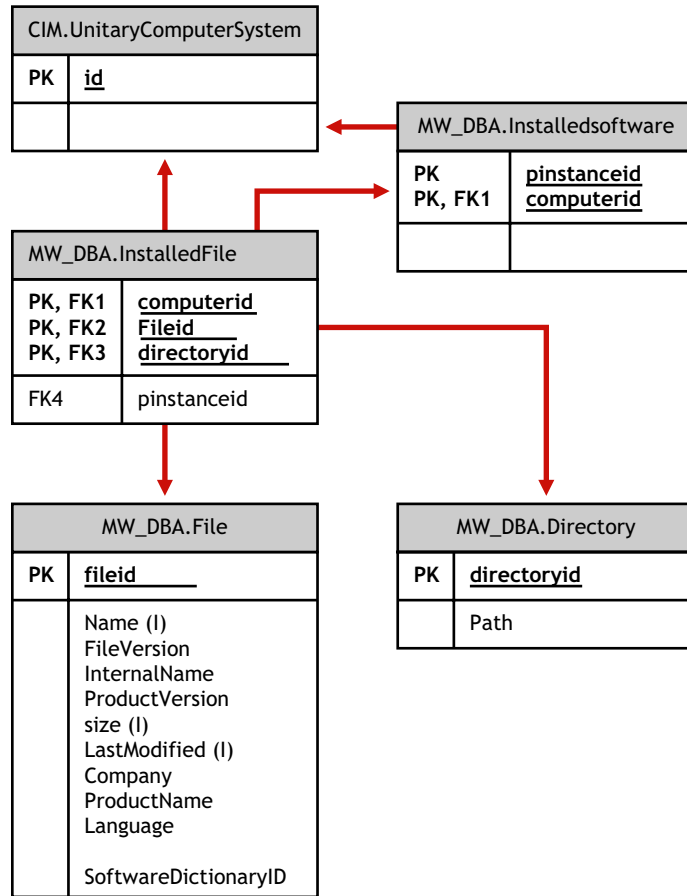 CIM.UnitaryComputerSystem
PK id
MW_DBA.Installedsoftware
PK pinstanceid
PK, FK1 computerid
MW_DBA.InstalledFile
PK, FK1 computerid
PK, FK2 Fileid
PK, FK3 directoryid
FK4 pinstanceid
MW_DBA.File
PK fileid
Name (I)
FileVersion
InternalName
ProductVersion
size (I)
LastModified (I)
Company
ProductName
Language
SoftwareDictionaryID
MW_DBA.Directory
PK directoryid
Path